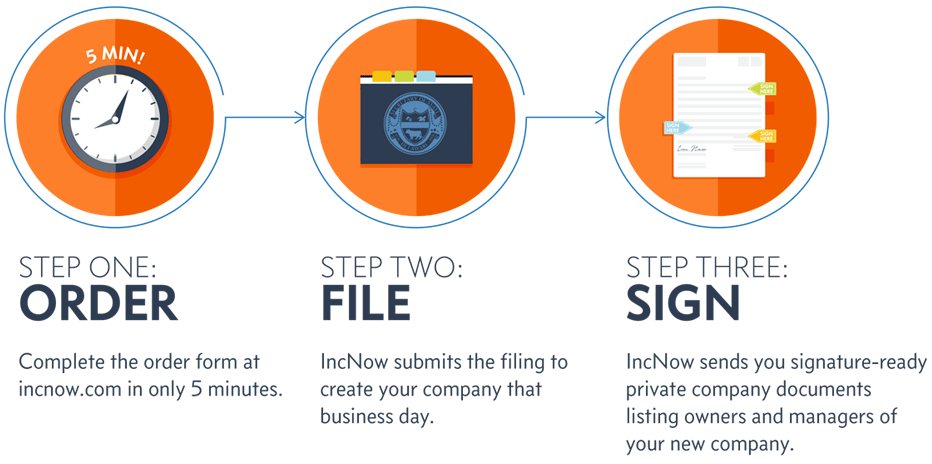 5 MIN!
SIGN
HERE
SIGN
HERE
SIGN
HERE
Inc Now
STEP ONE:
ORDER
Complete the order form at
incnow.com in only 5 minutes.
STEP TWO:
FILE
IncNow submits the filing to
create your company that
business day.
STEP THREE:
SIGN
IncNow sends you signature-ready
private company documents
listing owners and managers of
your new company.